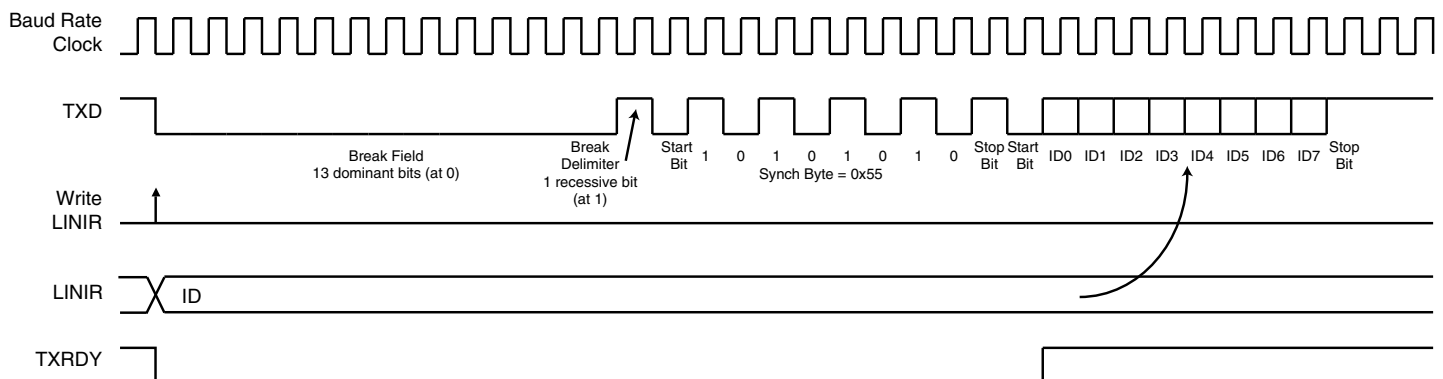 Baud Rate
Clock
TXD
Break Field
13 dominant bits (at 0)
Break
Delimiter
1 recessive bit
(at 1)
Start
Bit
1 0 1 0 1 0 1 0
Synch Byte = 0x55
Stop
Bit
Start
Bit
ID0 ID1 ID2 ID3 ID4 ID5 ID6 ID7
Stop
Bit
Write
LINIR
LINIR
ID
TXRDY